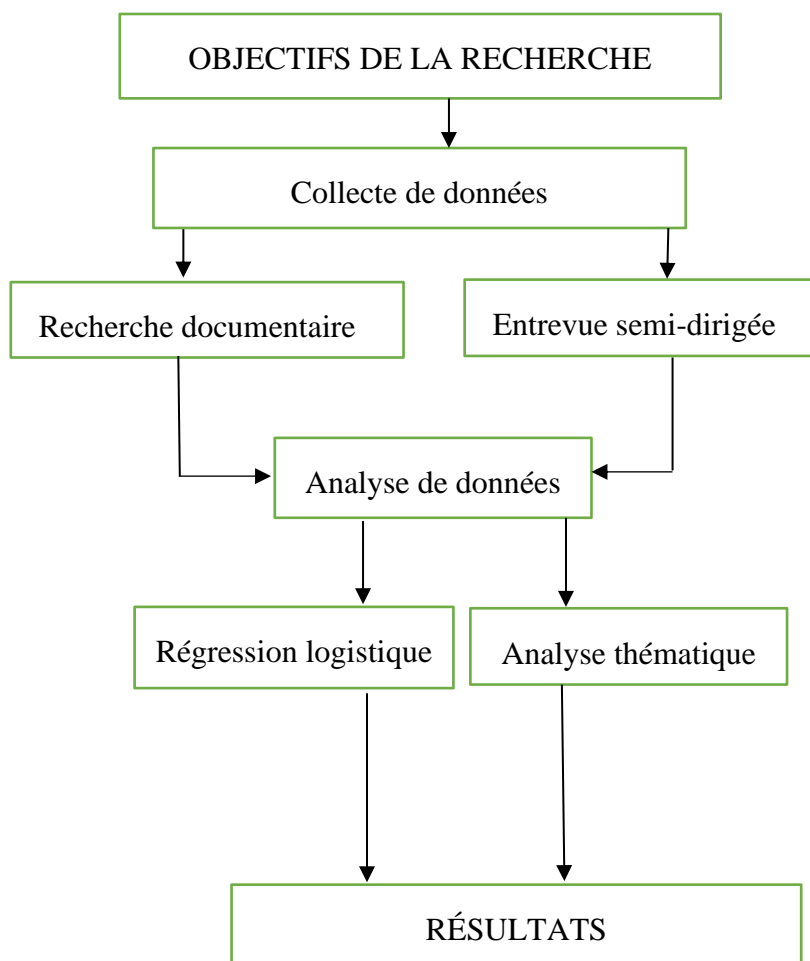 OBJECTIFS DE LA RECHERCHE
Collecte de données
Recherche documentaire
Entrevue semi-dirigée
Analyse de données
Régression logistique
Analyse thématique
RÉSULTATS